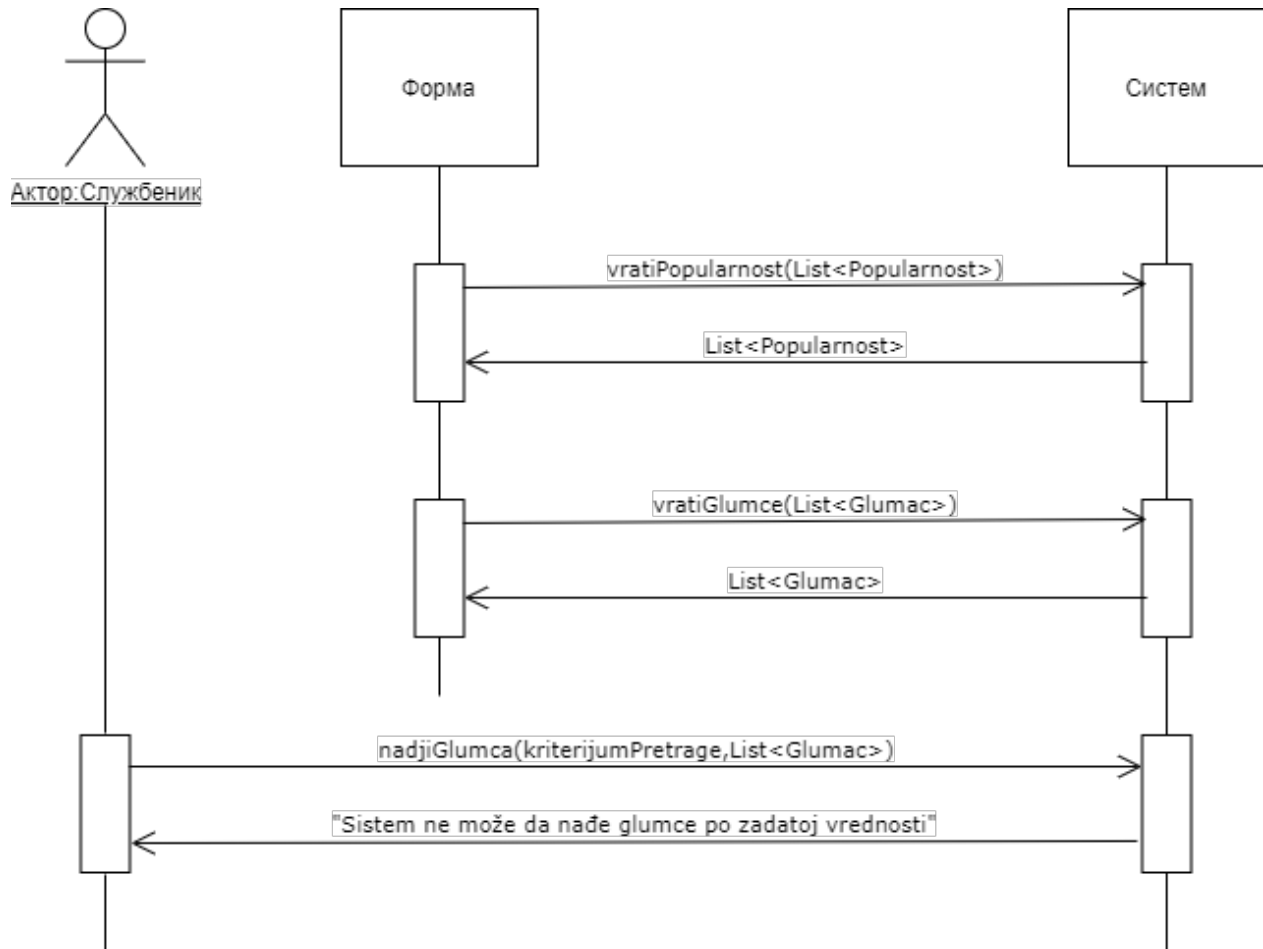 Форма
Систем
Актор:Службеник
vratiPopularnost(List<Popularnost>)
List<Popularnost>
vratiGlumce(List<Glumac>)
List<Glumac>
nadjiGlumca(kriterijumPretrage,List<Glumac>)
"Sistem ne može da nađe glumce po zadatoj vrednosti"